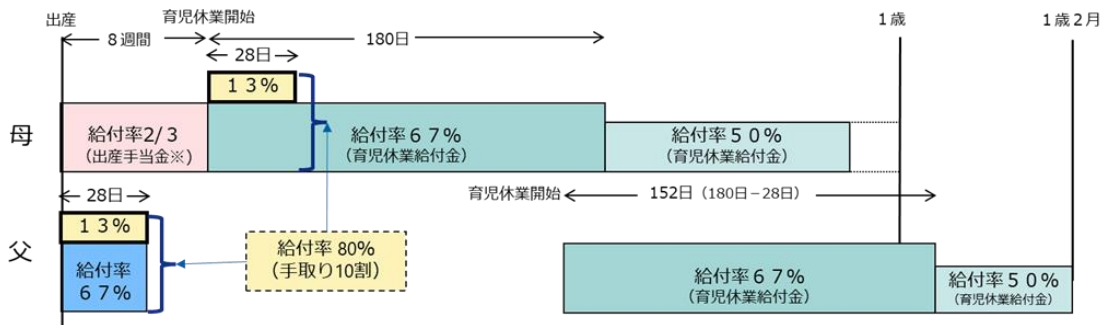 出産
育児休業開始
1歳
1歳2月
8週間
180日
28日
13%
母
給付率2/3
(出産手当金※)
給付率67%
(育児休業給付金)
給付率50%
(育児休業給付金)
28日
育児休業開始
152日(180日-28日)
13%
父
給付率
67%
給付率80%
(手取り10割)
給付率67%
(育児休業給付金)
給付率50%
(育児休業給付金)